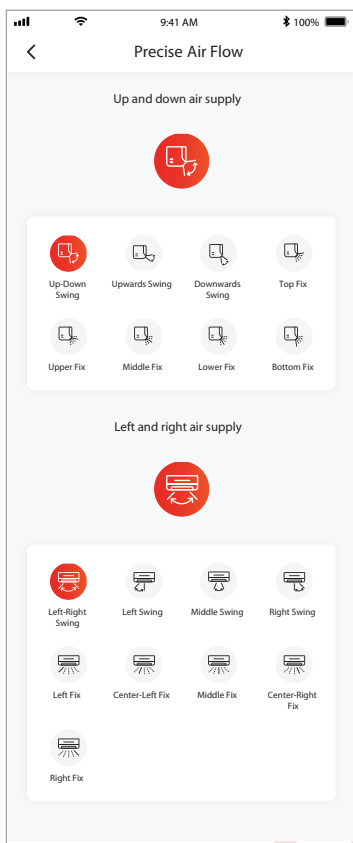 9:41 AM
100%
Precise Air Flow
Up and down air supply
Up-Down
Swing
Upwards Swing
Downwards
Swing
Top Fix
Upper Fix
Middle Fix
Lower Fix
Bottom Fix
Left and right air supply
Left-Right
Swing
Left Swing
Middle Swing
Right Swing
Left Fix
Center-Left Fix
Middle Fix
Center-Right
Fix
Right Fix